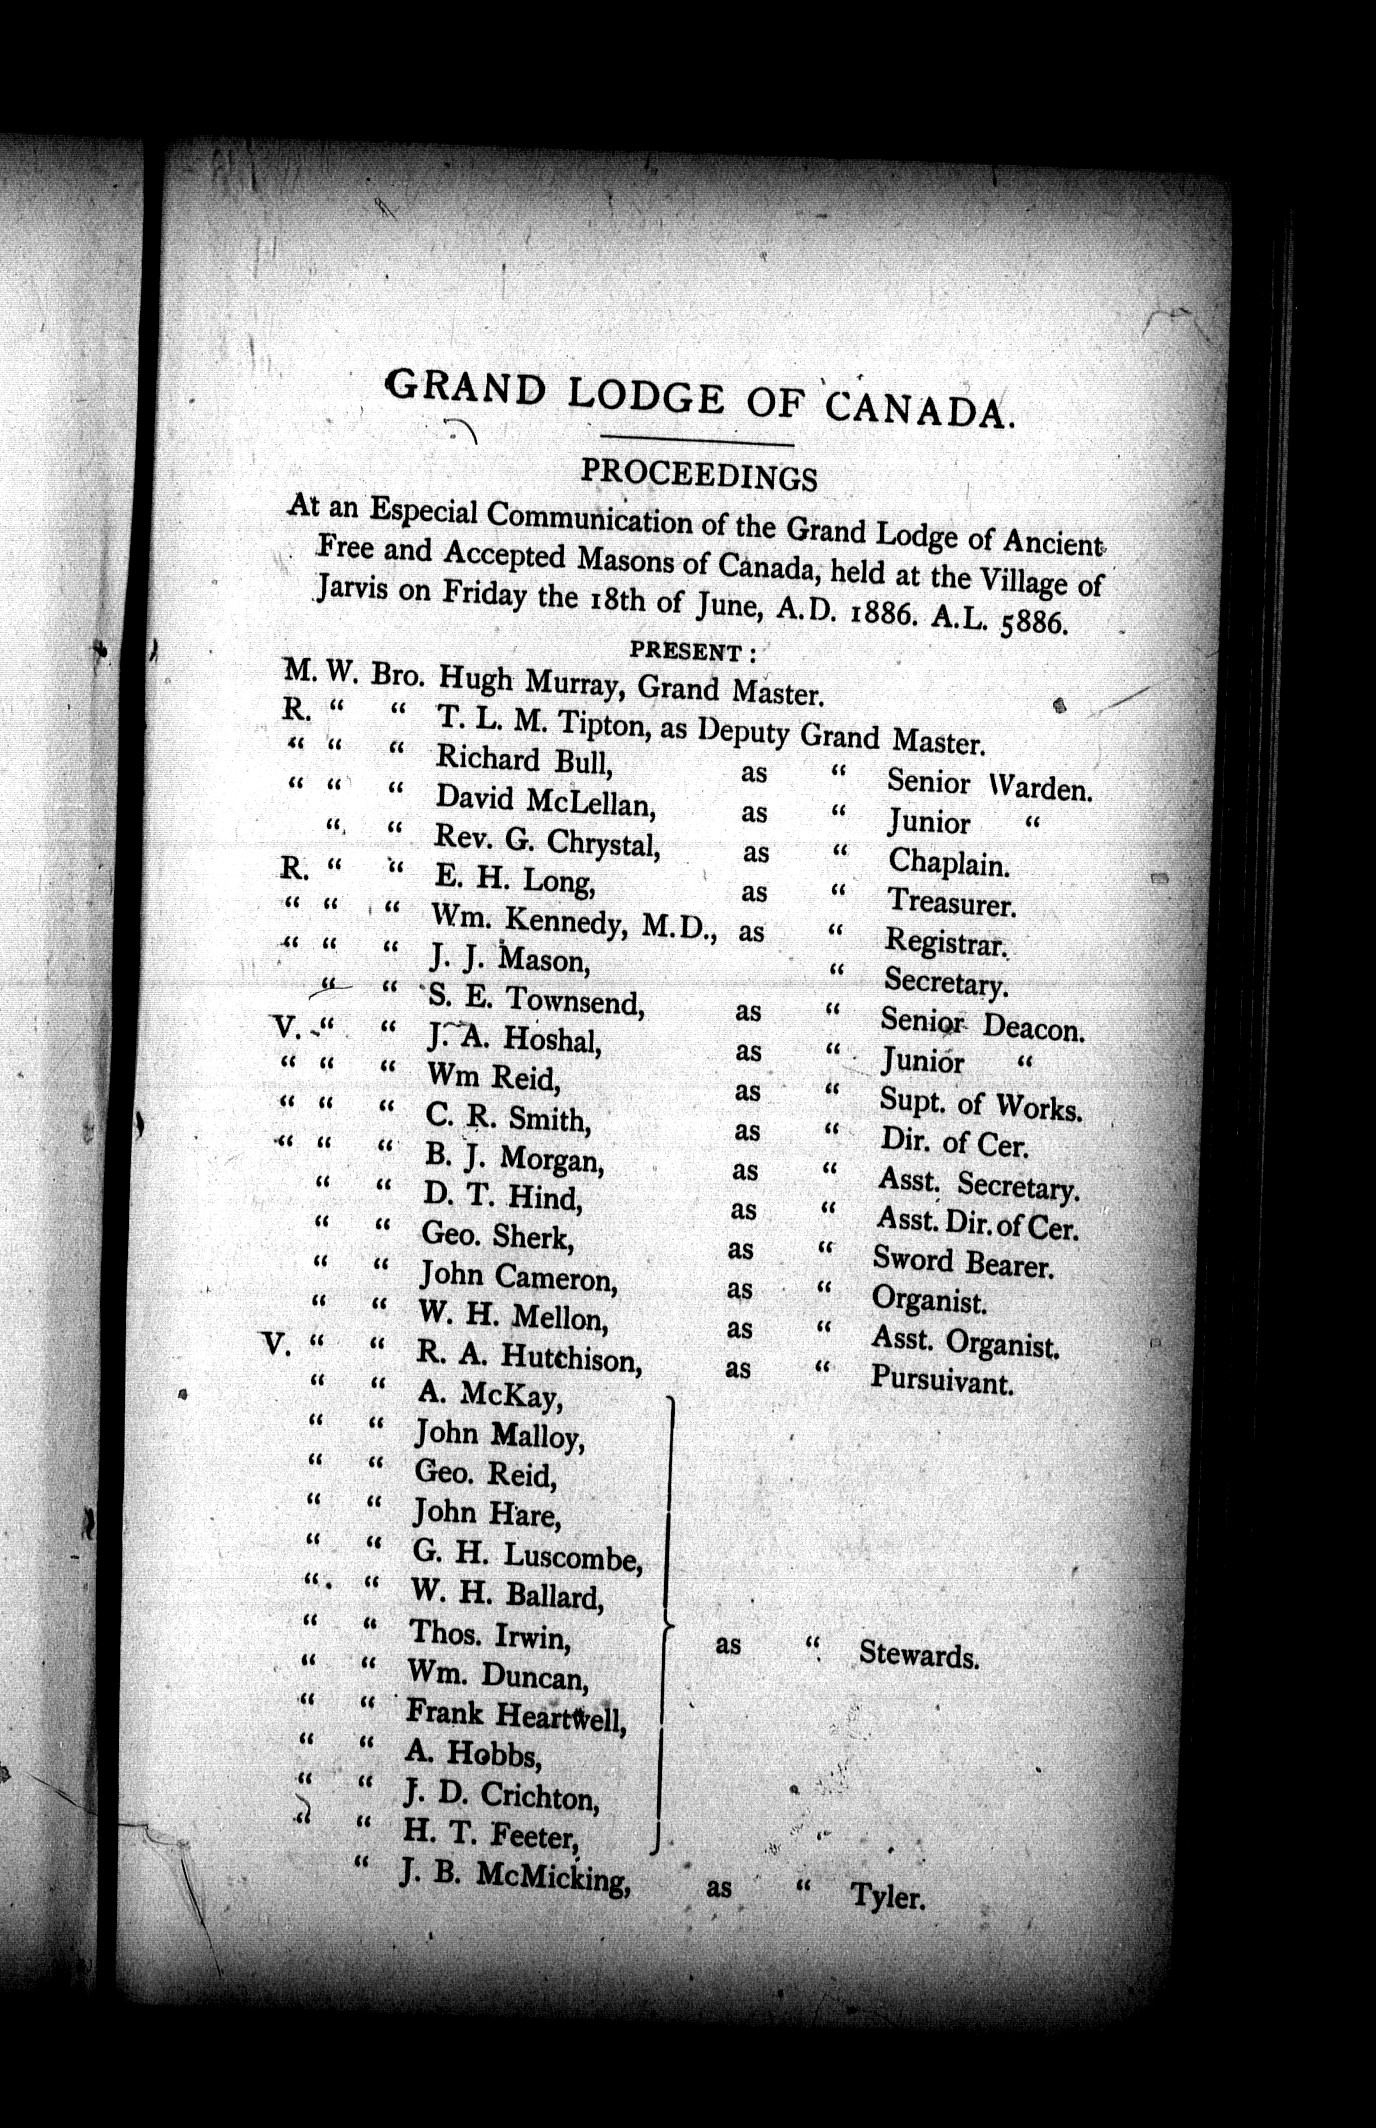 GRAND LODGE OF CANADA.
PROCEEDINGS
At an Especial Communication of the Grand Lodge of Ancient
Free and Accepted Masons of Canada, held at the Village of
Jarvis on Friday the 18th of June, A.D. 1886. A.L. 5886.
PRESENT:
M. W. Bro. Hugh Murray, Grand Master.
R. “ “ T. L. M. Tipton, as Deputy Grand Master.
“ “ “ Richard Bull, as “ Senior Warden.
“ “ “ David McLellan, as “ Junior “
“ “ Rev. G. Chrystal, as “ Chaplain.
R. “ “ E. H. Long, as “ Treasurer.
“ “ “ Wm. Kennedy, M.D., as “ Registrar.
“ “ “ J. J. Mason, “ Secretary.
“ “ S. E. Townsend, as “ Senior Deacon.
V. “ “ J. A. Hoshal, as “ Junior “
“ “ “ Wm Reid, as “ Supt. of Works.
“ “ “ C. R. Smith, as “ Dir. of Cer.
“ “ “ B. J. Morgan, as “ Asst. Secretary.
“ “ D. T. Hind, as “ Asst. Dir. of Cer.
“ “ Geo. Sherk, as “ Sword Bearer.
“ “ John Cameron, as “ Organist.
“ “ W. H. Mellon, as “ Asst. Organist.
V. “ “ R. A. Hutchison, as “ Pursuivant.
“ “ A. McKay,
“ “ John Malloy,
“ “ Geo. Reid,
“ “ John Hare,
“ “ G. H. Luscombe,
“ “ W. H. Ballard,
“ “ Thos. Irwin, as “ Stewards.
“ “ Wm. Duncan,
“ “ Frank Heartwell,
“ “ A. Hobbs,
“ “ J. D. Crichton,
“ “ H. T. Feeter,
“ J. B. McMicking, as “ Tyler.